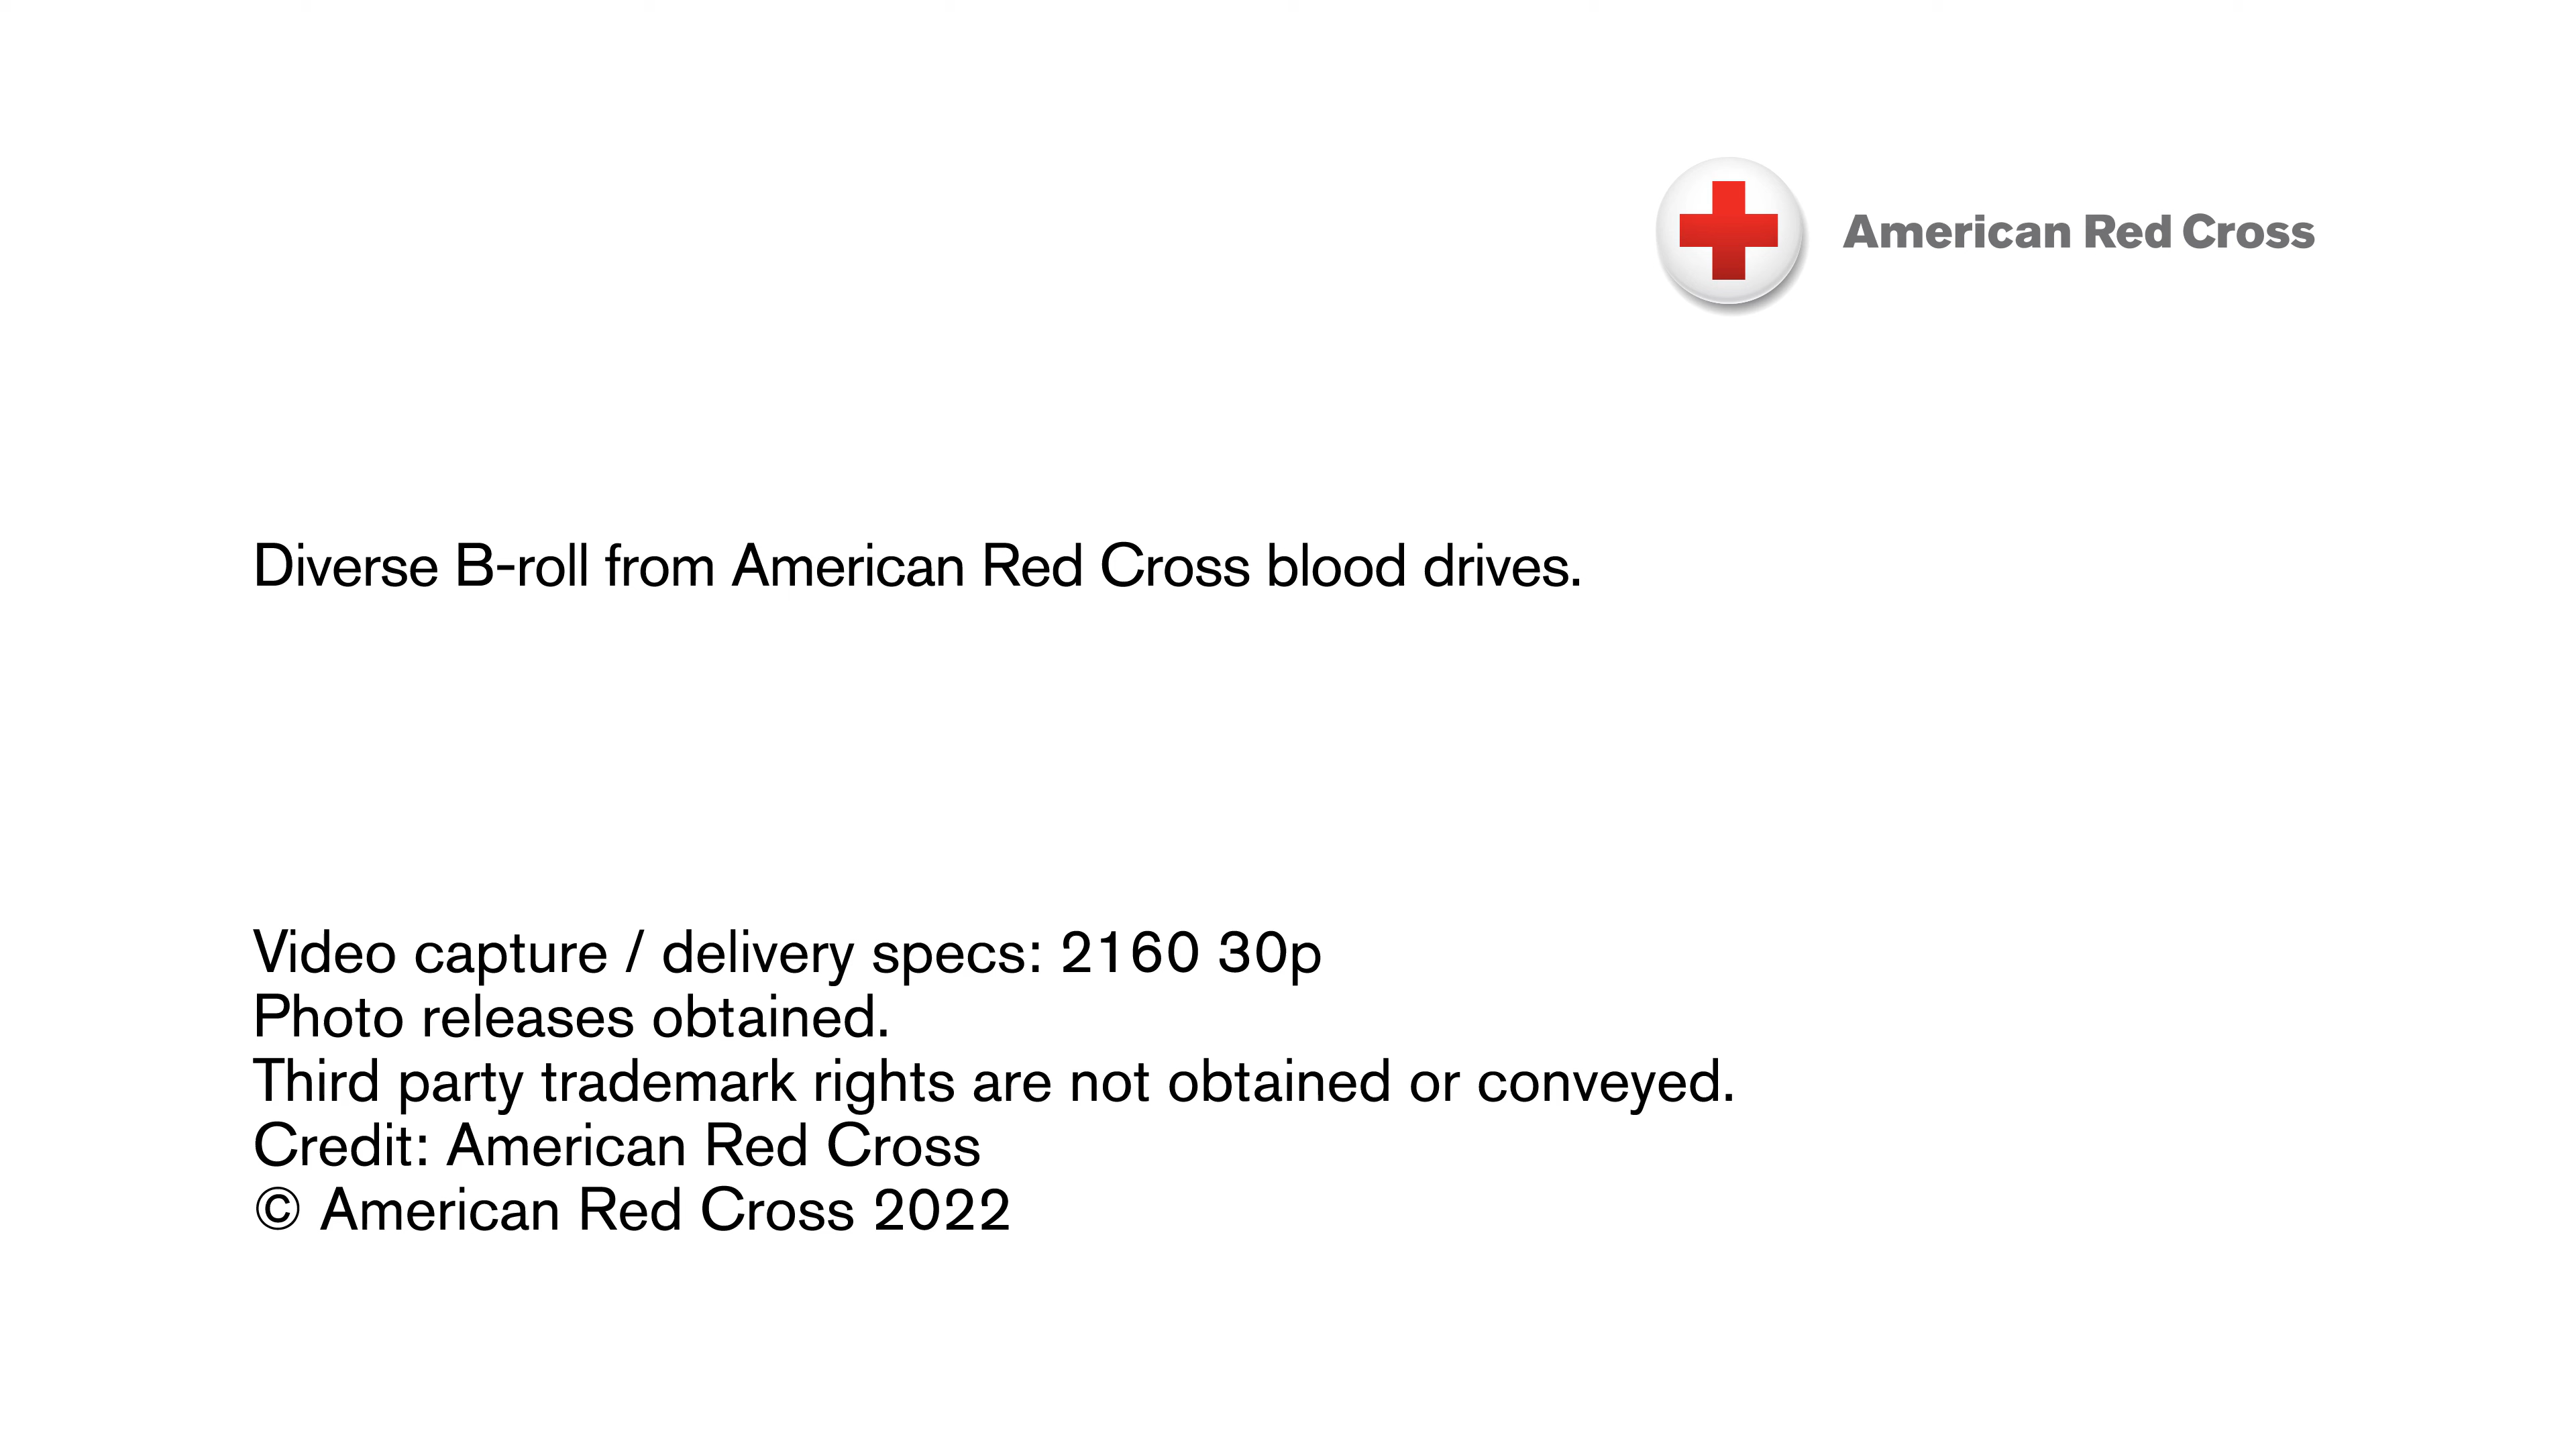 American Red Cross
Diverse B-roll from American Red Cross blood drives.
Video capture / delivery specs: 2160 30p
Photo releases obtained.
Third party trademark rights are not obtained or conveyed.
Credit: American Red Cross
© American Red Cross 2022